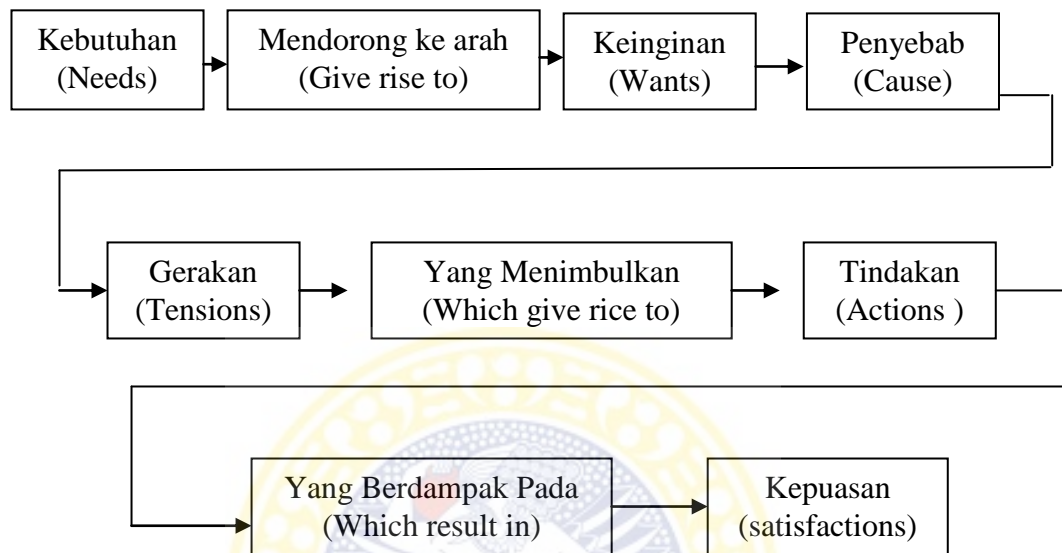 Kebutuhan
(Needs)
Mendorong ke arah
(Give rise to)
Keinginan
(Wants)
Penyebab
(Cause)
Gerakan
(Tensions)
Yang Menimbulkan
(Which give rice to)
Tindakan
(Actions )
Yang Berdampak Pada
(Which result in)
Kepuasan
(satisfactions)